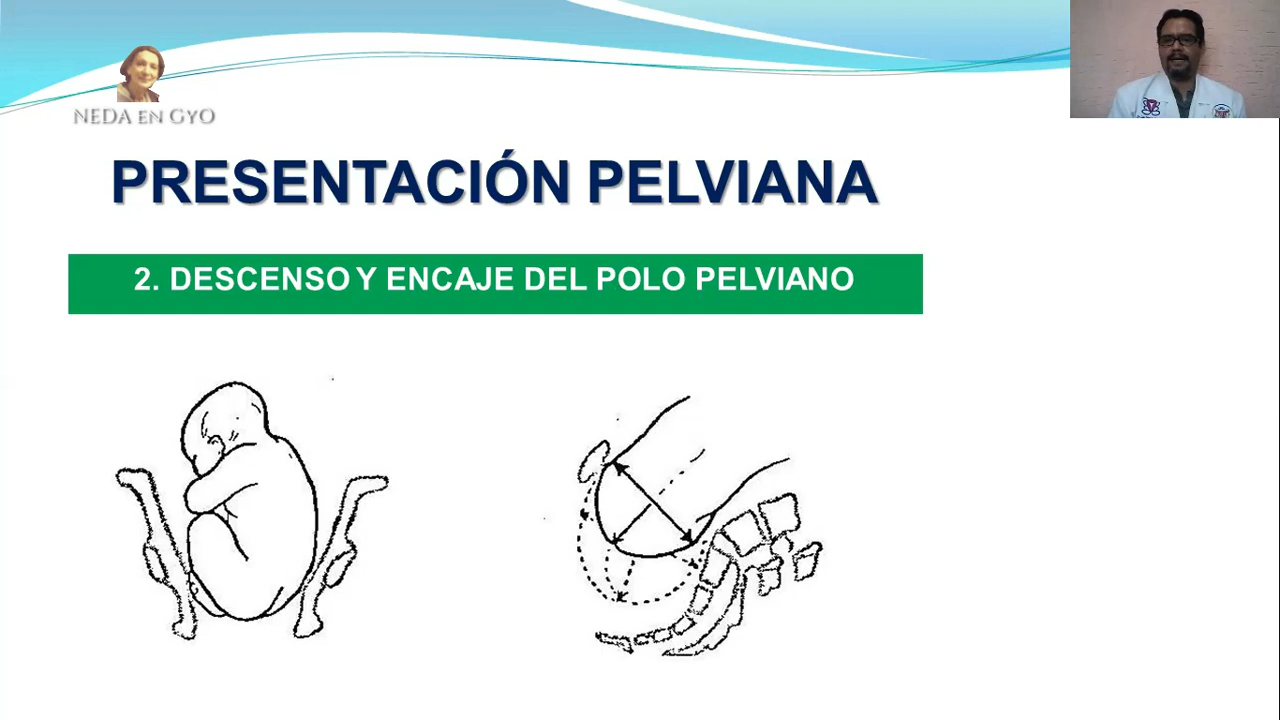 NEDA EN GYO
PRESENTACIÓN PELVIANA
2. DESCENSO Y ENCAJE DEL POLO PELVIANO